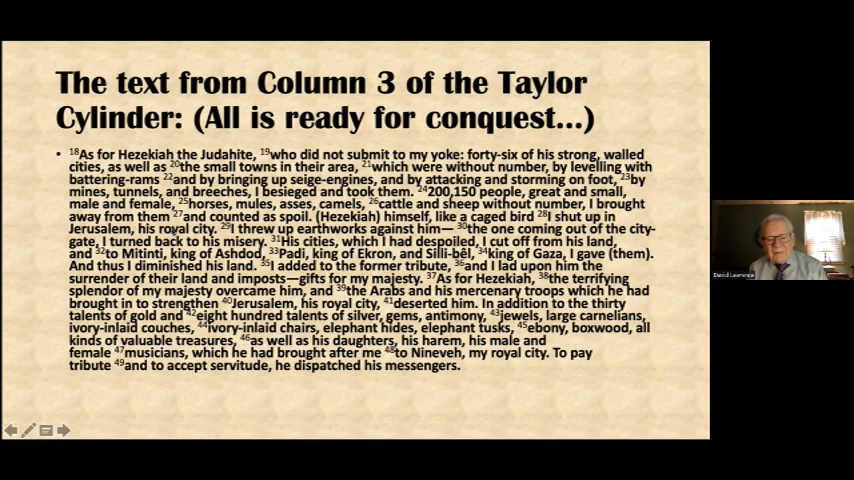 The text from Column 3 of the Taylor
Cylinder: (All is ready for conquest...)
• 18As for Hezekiah the Judahite, 19who did not submit to my yoke: forty-six of his strong, walled
cities, as well as 20the small towns in their area, 21which were without number, by levelling with
battering-rams 22and by bringing up seige-engines, and by attacking and storming on foot, 23by
mines, tunnels, and breeches, I besieged and took them. 24200,150 people, great and small,
male and female, 25horses, mules, asses, camels, 26cattle and sheep without number, I brought
away from them 27and counted as spoil. (Hezekiah) himself, like a caged bird 28I shut up in
Jerusalem, his royal city. 29I threw up earthworks against him— 30the one coming out of the city-
gate, I turned back to his misery. 31His cities, which I had despoiled, I cut off from his land,
and 32to Mitinti, king of Ashdod, 33Padi, king of Ekron, and Silli-bêl, 34king of Gaza, I gave (them).
And thus I diminished his land. 35I added to the former tribute, 36and I lad upon him the
surrender of their land and imposts—gifts for my majesty. 37As for Hezekiah, 38the terrifying
splendor of my majesty overcame him, and 39the Arabs and his mercenary troops which he had
brought in to strengthen 40Jerusalem, his royal city, 41deserted him. In addition to the thirty
talents of gold and 42eight hundred talents of silver, gems, antimony, 43jewels, large carnelians,
ivory-inlaid couches, 44ivory-inlaid chairs, elephant hides, elephant tusks, 45ebony, boxwood, all
kinds of valuable treasures, 46as well as his daughters, his harem, his male and
female 47musicians, which he had brought after me 48to Nineveh, my royal city. To pay
tribute 49and to accept servitude, he dispatched his messengers.
David Lawrence